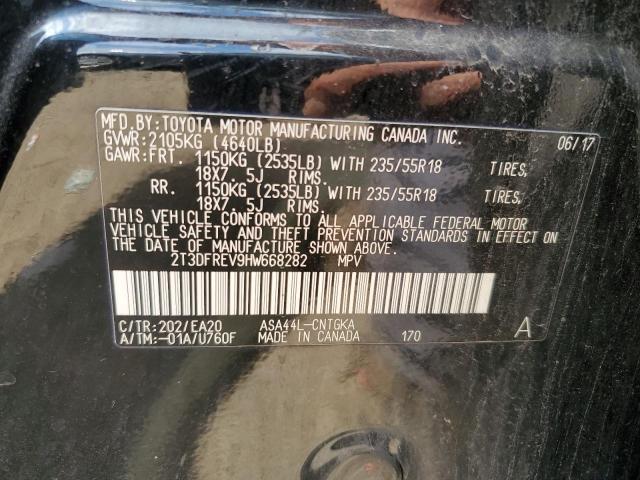 MFD.BY:TOYOTA MOTOR MANUFACTURING CANADA INC. 06/17
GVWR:2105KG (4640LB)
GAWR:FRT. 1150KG (2535LB) WITH 235/55R18 TIRES,
18X7.5J RIMS.
RR. 1150KG (2535LB) WITH 235/55R18 TIRES,
18X7.5J RIMS.
THIS VEHICLE CONFORMS TO ALL APPLICABLE FEDERAL MOTOR
VEHICLE SAFETY AND THEFT PREVENTION STANDARDS IN EFFECT ON
THE DATE OF MANUFACTURE SHOWN ABOVE.
2T3DFREV9HW668282 MPV
C/TR:202/EA20 ASA44L-CNTGKA
A/TM:-01A/U760F MADE IN CANADA 170 A